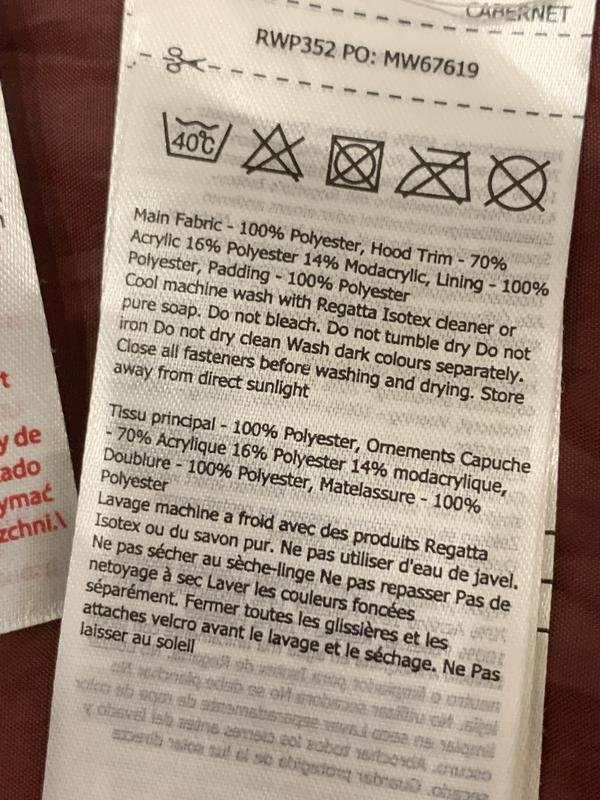 CABERNET
RWP352 PO: MW67619
40°C
Main Fabric - 100% Polyester, Hood Trim - 70%
Acrylic 16% Polyester 14% Modacrylic, Lining - 100%
Polyester, Padding - 100% Polyester
Cool machine wash with Regatta Isotex cleaner or
pure soap. Do not bleach. Do not tumble dry Do not
iron Do not dry clean Wash dark colours separately.
Close all fasteners before washing and drying. Store
away from direct sunlight
Tissu principal - 100% Polyester, Ornements Capuche
- 70% Acrylique 16% Polyester 14% modacrylique,
Doublure - 100% Polyester, Matelassure - 100%
Polyester
Lavage machine a froid avec des produits Regatta
Isotex ou du savon pur. Ne pas utiliser d'eau de javel.
Ne pas sécher au sèche-linge Ne pas repasser Pas de
nettoyage à sec Laver les couleurs foncées
séparément. Fermer toutes les glissières et les
attaches velcro avant le lavage et le séchage. Ne Pas
laisser au soleil
t
y de
ado
ymać
zchni.\